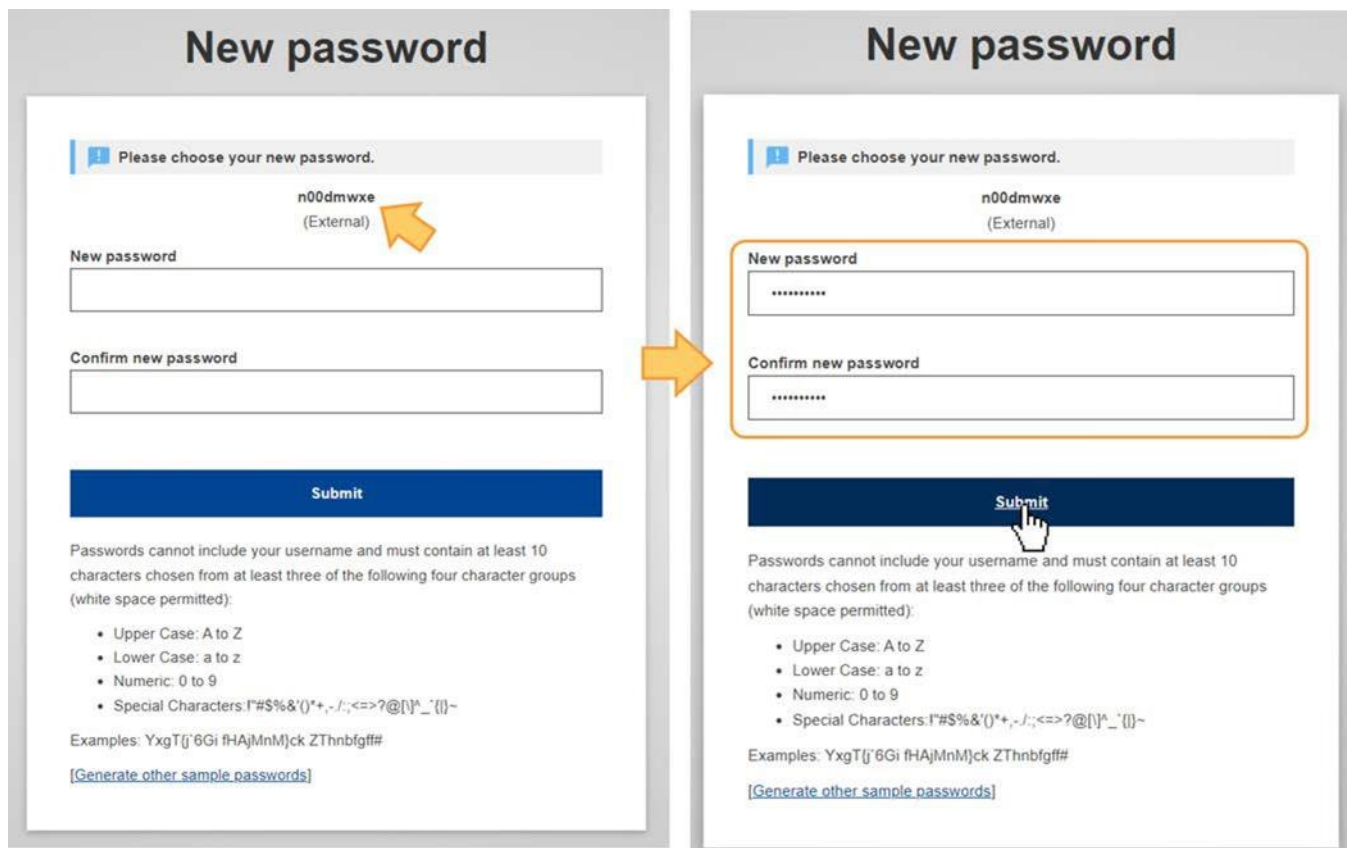 New password
Please choose your new password.
n00dmwxe
(External)
New password
Confirm new password
Submit
Passwords cannot include your username and must contain at least 10
characters chosen from at least three of the following four character groups
(white space permitted):
• Upper Case: A to Z
• Lower Case: a to z
• Numeric: 0 to 9
• Special Characters:!"#$%&'()*+,-./:;<=>?@[\]^_`{|}~
Examples: YxgT{j`6Gi fHAjMnM}ck ZThnbfgff#
[Generate other sample passwords]
New password
Please choose your new password.
n00dmwxe
(External)
New password
••••••••••
Confirm new password
••••••••••
Submit
Passwords cannot include your username and must contain at least 10
characters chosen from at least three of the following four character groups
(white space permitted):
• Upper Case: A to Z
• Lower Case: a to z
• Numeric: 0 to 9
• Special Characters:!"#$%&'()*+,-./:;<=>?@[\]^_`{|}~
Examples: YxgT{j`6Gi fHAjMnM}ck ZThnbfgff#
[Generate other sample passwords]